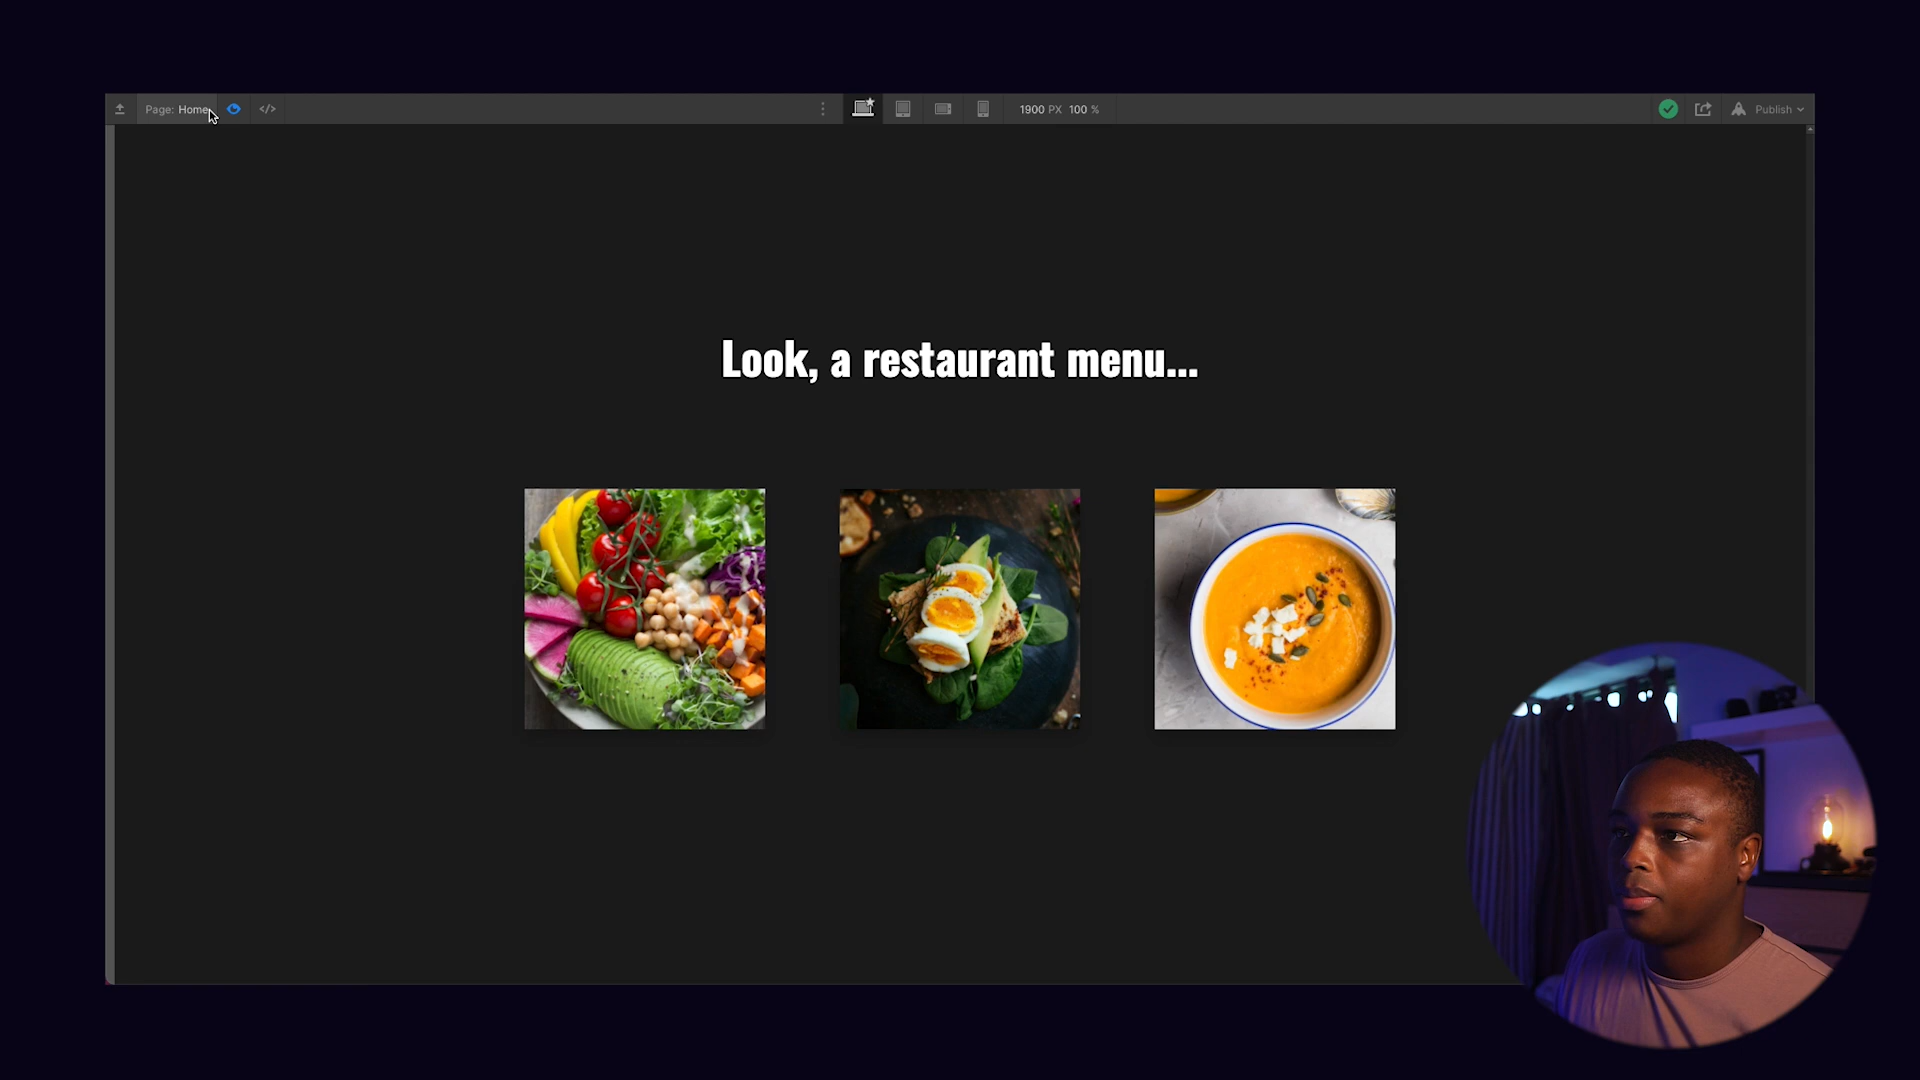 Page: Home
</>
1900 PX 100 %
Publish
Look, a restaurant menu...